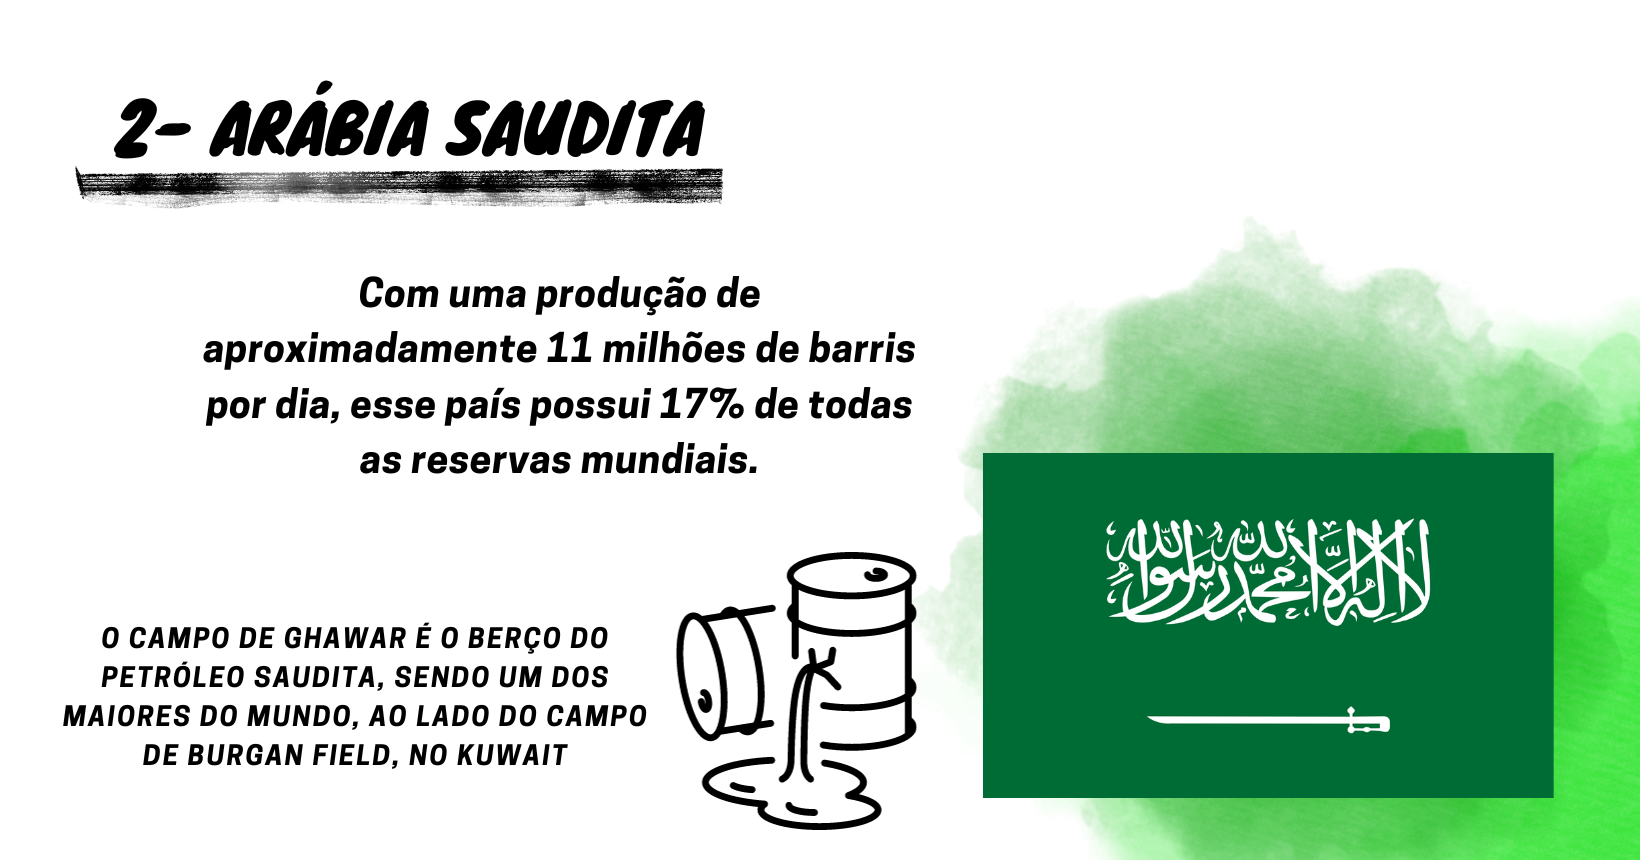 2- ARÁBIA SAUDITA
Com uma produção de
aproximadamente 11 milhões de barris
por dia, esse país possui 17% de todas
as reservas mundiais.
O CAMPO DE GHAWAR É O BERÇO DO
PETRÓLEO SAUDITA, SENDO UM DOS
MAIORES DO MUNDO, AO LADO DO CAMPO
DE BURGAN FIELD, NO KUWAIT
لا إله إلا الله محمد رسول الله